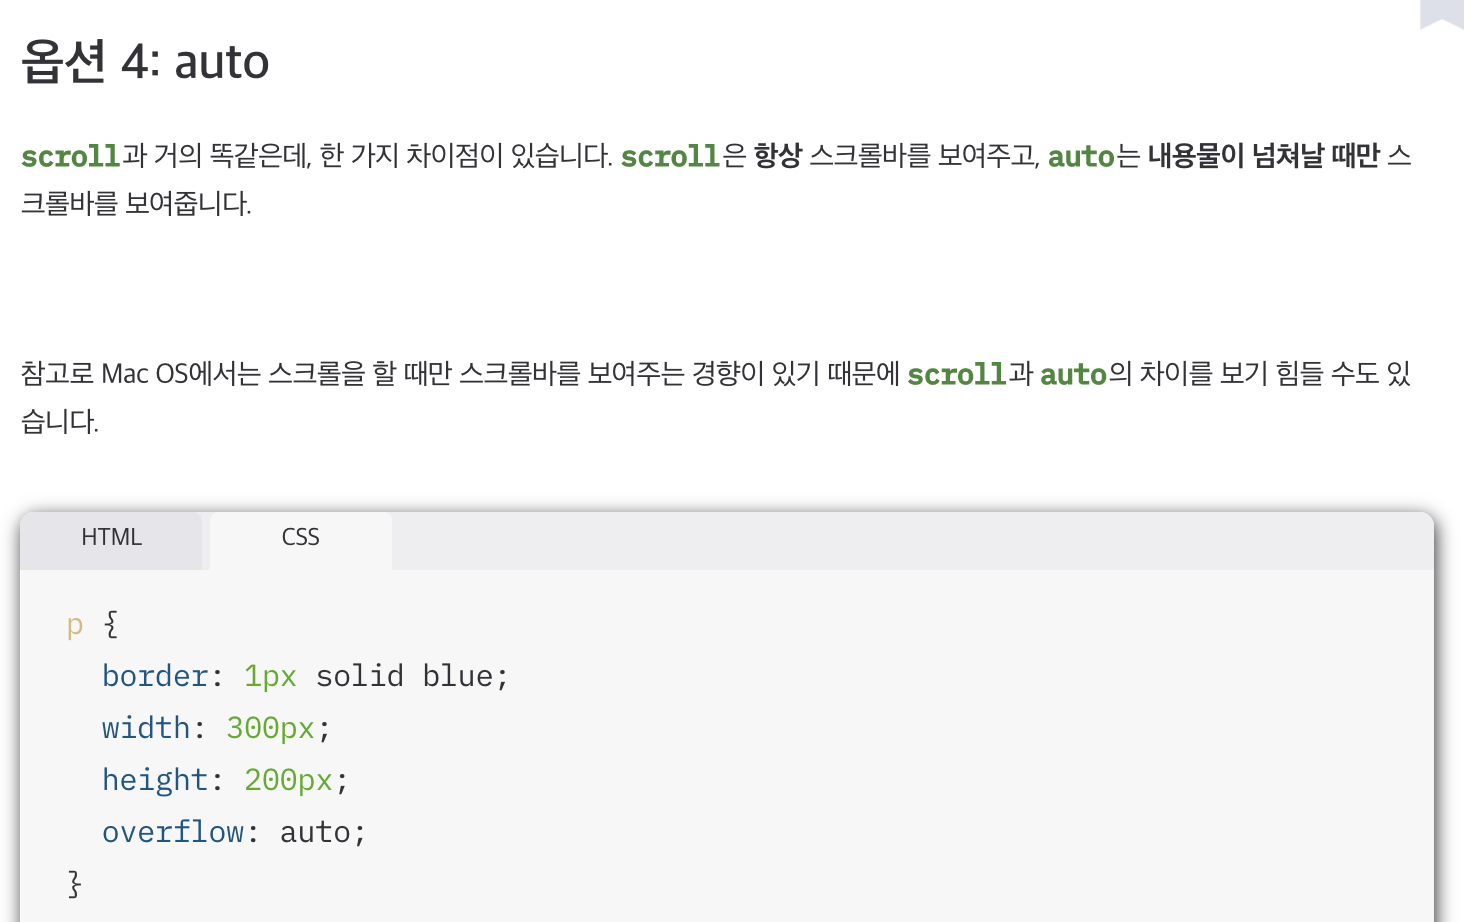 옵션 4: auto
scroll과 거의 똑같은데, 한 가지 차이점이 있습니다. scroll은 항상 스크롤바를 보여주고, auto는 내용물이 넘쳐날 때만 스
크롤바를 보여줍니다.
참고로 Mac OS에서는 스크롤을 할 때만 스크롤바를 보여주는 경향이 있기 때문에 scroll과 auto의 차이를 보기 힘들 수도 있
습니다.
HTML CSS
p {
  border: 1px solid blue;
  width: 300px;
  height: 200px;
  overflow: auto;
}